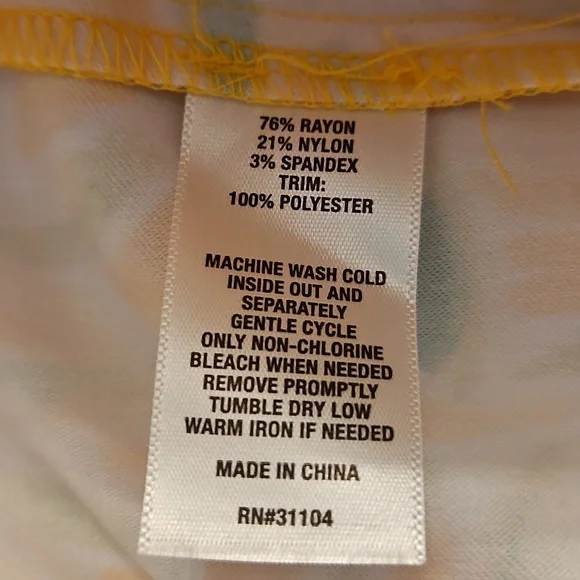 76% RAYON
21% NYLON
3% SPANDEX
TRIM:
100% POLYESTER
MACHINE WASH COLD
INSIDE OUT AND
SEPARATELY
GENTLE CYCLE
ONLY NON-CHLORINE
BLEACH WHEN NEEDED
REMOVE PROMPTLY
TUMBLE DRY LOW
WARM IRON IF NEEDED
MADE IN CHINA
RN#31104